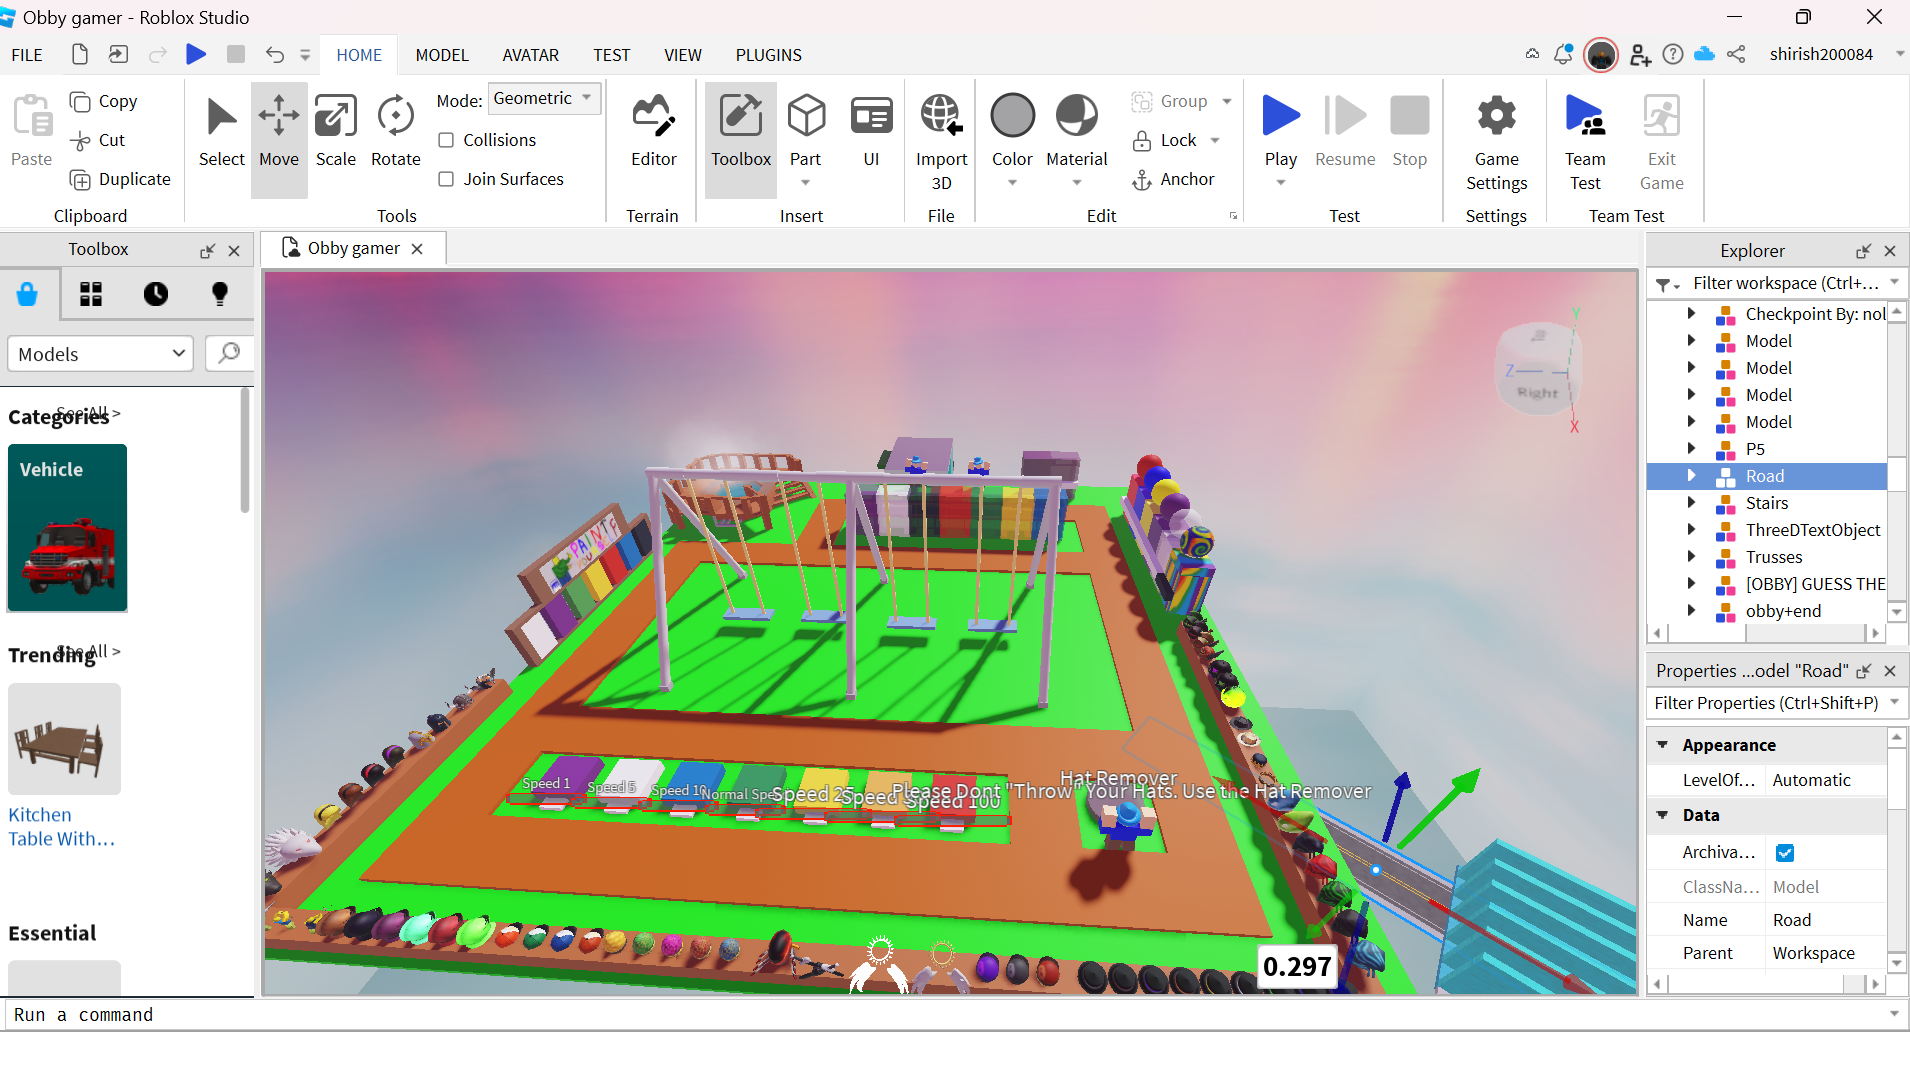 Obby gamer - Roblox Studio
FILE HOME MODEL AVATAR TEST VIEW PLUGINS shirish200084
Paste Copy Cut Duplicate
Clipboard
Select Move Scale Rotate
Mode: Geometric
Collisions
Join Surfaces
Tools
Editor
Terrain
Toolbox Part UI
Insert
Import 3D
File
Color Material
Group
Lock
Anchor
Edit
Play Resume Stop
Test
Game Settings
Settings
Team Test
Exit Game
Team Test
Toolbox
Obby gamer
Explorer
Models
Filter workspace (Ctrl+...
Categories See All >
Vehicle
Trending See All >
Kitchen
Table With...
Essential
Y
Z
Right
X
PAINT
Speed 1
Speed 5
Speed 10
Normal Spe
Speed 25
Speed
Speed 100
Hat Remover
Please Dont "Throw" Your Hats. Use the Hat Remover
0.297
Checkpoint By: nol
Model
Model
Model
Model
P5
Road
Stairs
ThreeDTextObject
Trusses
[OBBY] GUESS THE
obby+end
Properties ...odel "Road"
Filter Properties (Ctrl+Shift+P)
Appearance
LevelOf... Automatic
Data
Archiva...
ClassNa... Model
Name Road
Parent Workspace
Run a command